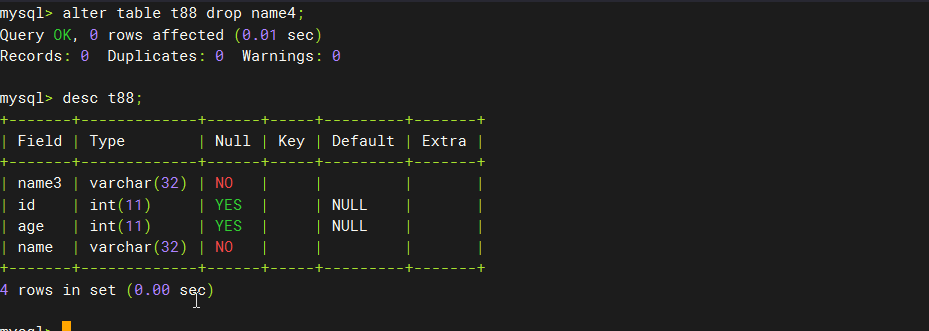 mysql> alter table t88 drop name4;
Query OK, 0 rows affected (0.01 sec)
Records: 0  Duplicates: 0  Warnings: 0
mysql> desc t88;
+-------+-------------+------+-----+---------+-------+
| Field | Type        | Null | Key | Default | Extra |
+-------+-------------+------+-----+---------+-------+
| name3 | varchar(32) | NO   |     |         |       |
| id    | int(11)     | YES  |     | NULL    |       |
| age   | int(11)     | YES  |     | NULL    |       |
| name  | varchar(32) | NO   |     |         |       |
+-------+-------------+------+-----+---------+-------+
4 rows in set (0.00 sec)
mysql>